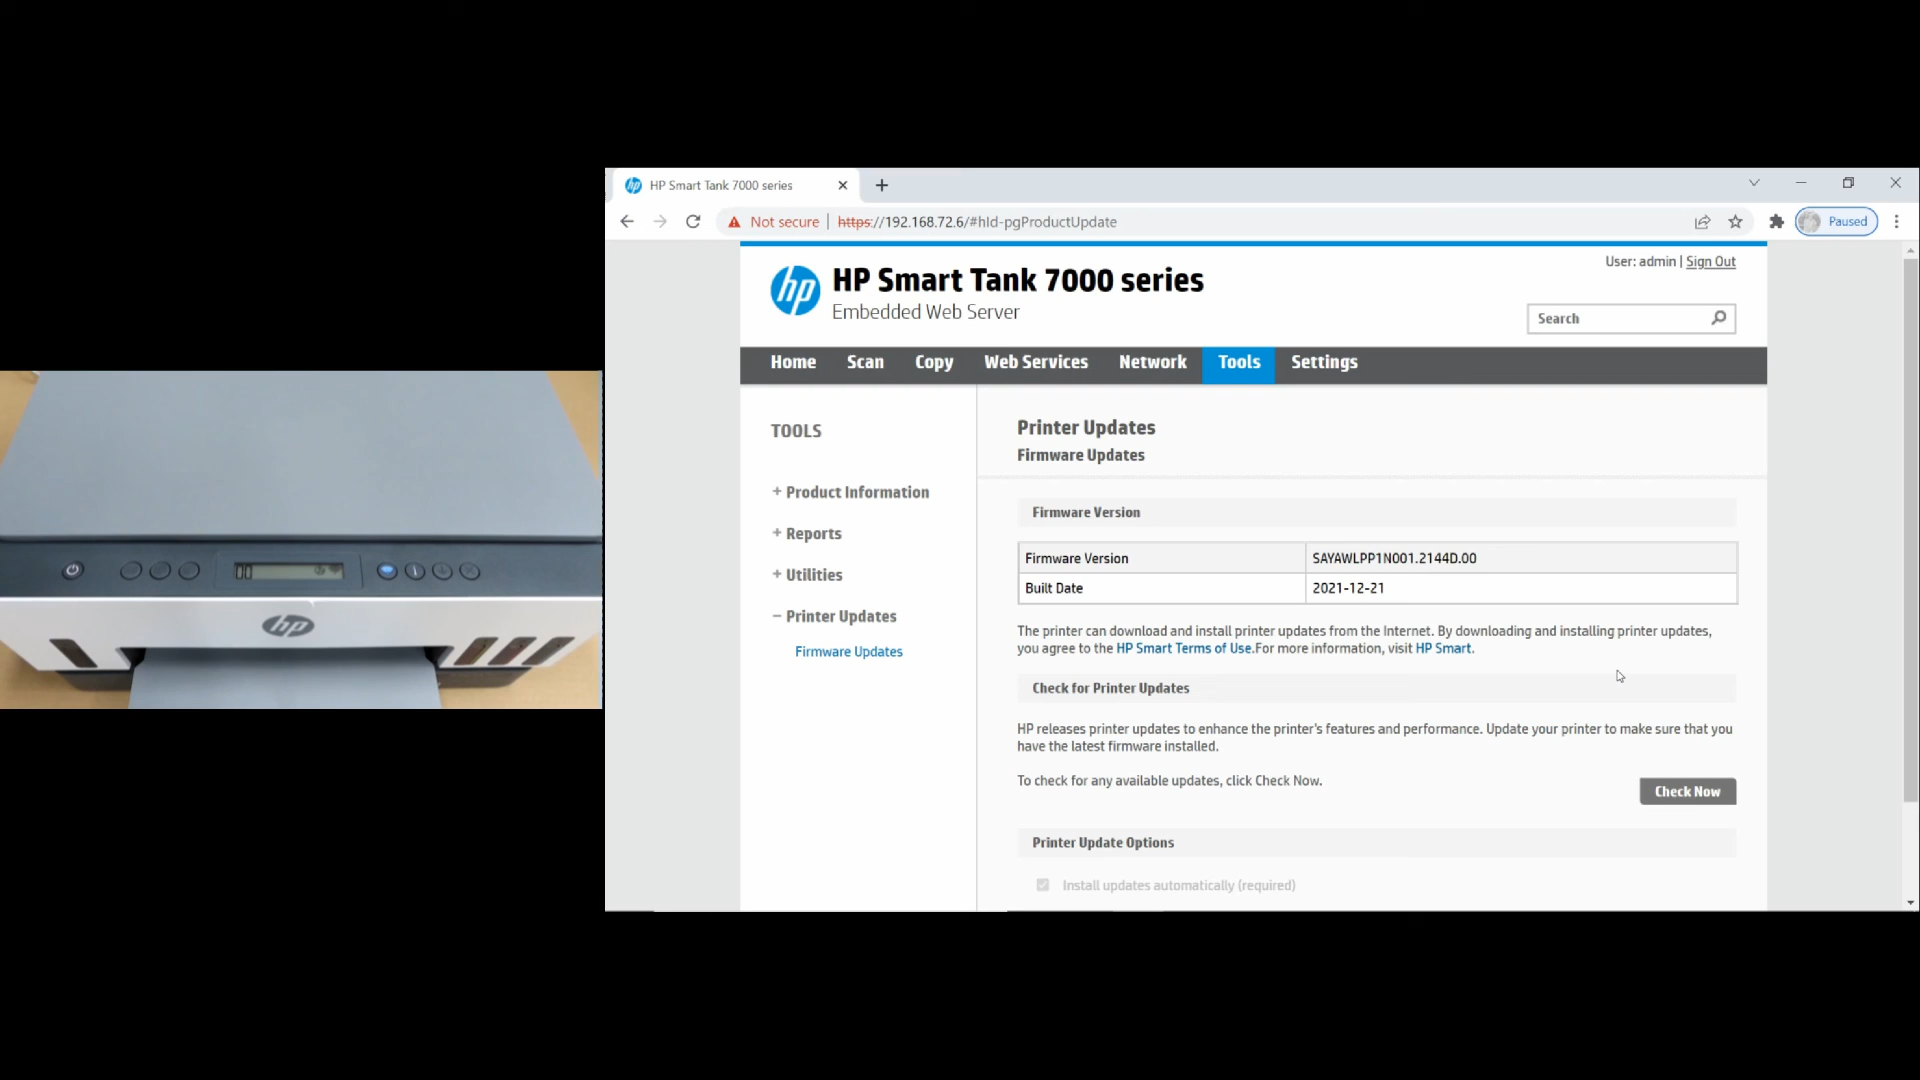 HP Smart Tank 7000 series
Not secure | https://192.168.72.6/#hId-pgProductUpdate
Paused
hp
HP Smart Tank 7000 series
Embedded Web Server
User: admin | Sign Out
Search
Home Scan Copy Web Services Network Tools Settings
TOOLS
+ Product Information
+ Reports
+ Utilities
- Printer Updates
Firmware Updates
Printer Updates
Firmware Updates
Firmware Version
Firmware Version SAYAWLPP1N001.2144D.00
Built Date 2021-12-21
The printer can download and install printer updates from the Internet. By downloading and installing printer updates,
you agree to the HP Smart Terms of Use.For more information, visit HP Smart.
Check for Printer Updates
HP releases printer updates to enhance the printer's features and performance. Update your printer to make sure that you
have the latest firmware installed.
To check for any available updates, click Check Now.
Check Now
Printer Update Options
Install updates automatically (required)
hp